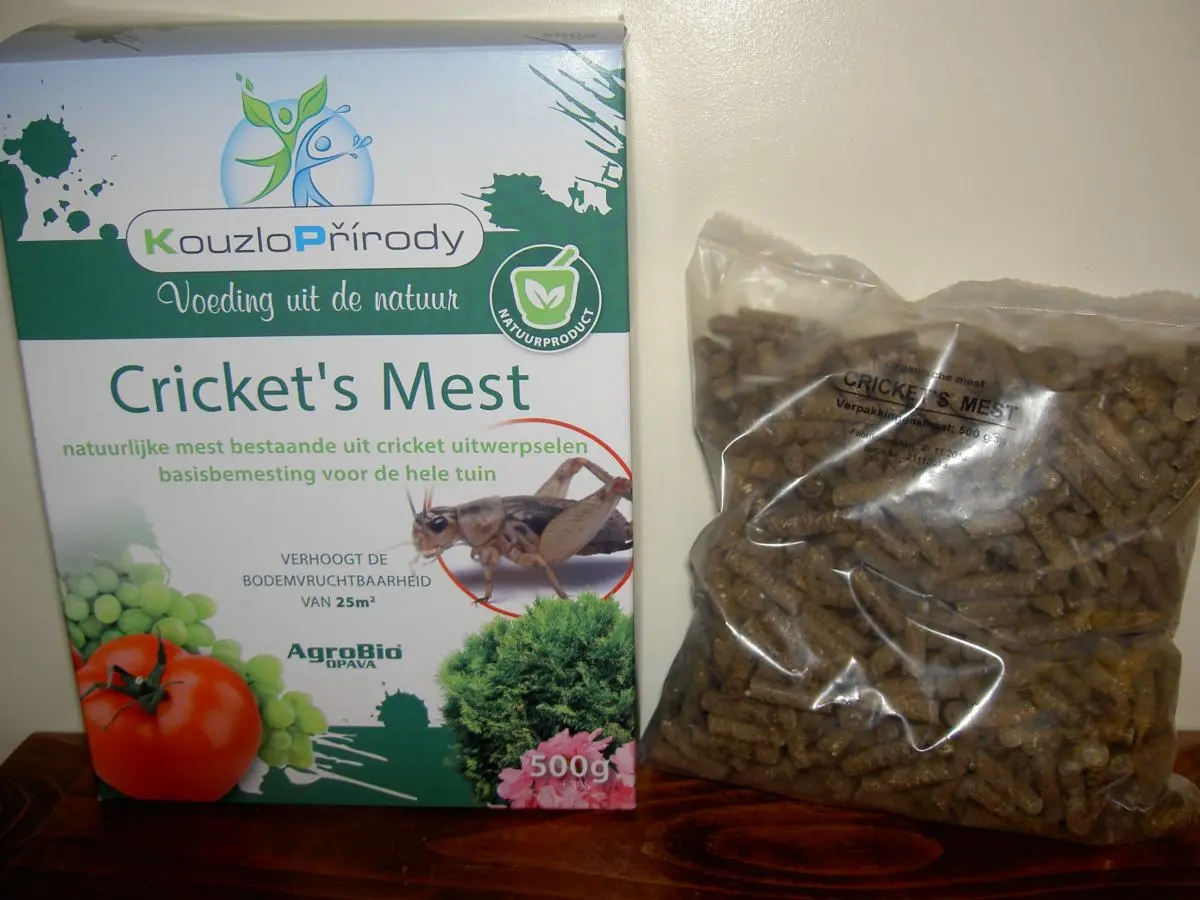 KouzloPřírody
Voeding uit de natuur
NATUURPRODUCT
Cricket's Mest
natuurlijke mest bestaande uit cricket uitwerpselen
basisbemesting voor de hele tuin
VERHOOGT DE
BODEMVRUCHTBAARHEID
VAN 25m²
AgroBio
OPAVA
500g
mest
CRICKET'S MEST
500